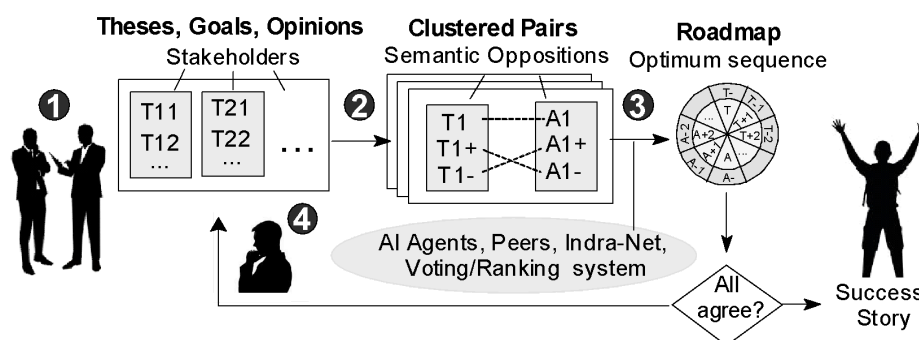 Theses, Goals, Opinions
Stakeholders
1
T11
T12
...
T21
T22
...
...
2
Clustered Pairs
Semantic Oppositions
T1
T1+
T1-
A1
A1+
A1-
3
Roadmap
Optimum sequence
T-
T-1
T-2
A-
A-1
A-2
T
T+1
T+2
...
A
A+1
A+2
...
4
AI Agents, Peers, Indra-Net,
Voting/Ranking system
All
agree?
Success
Story